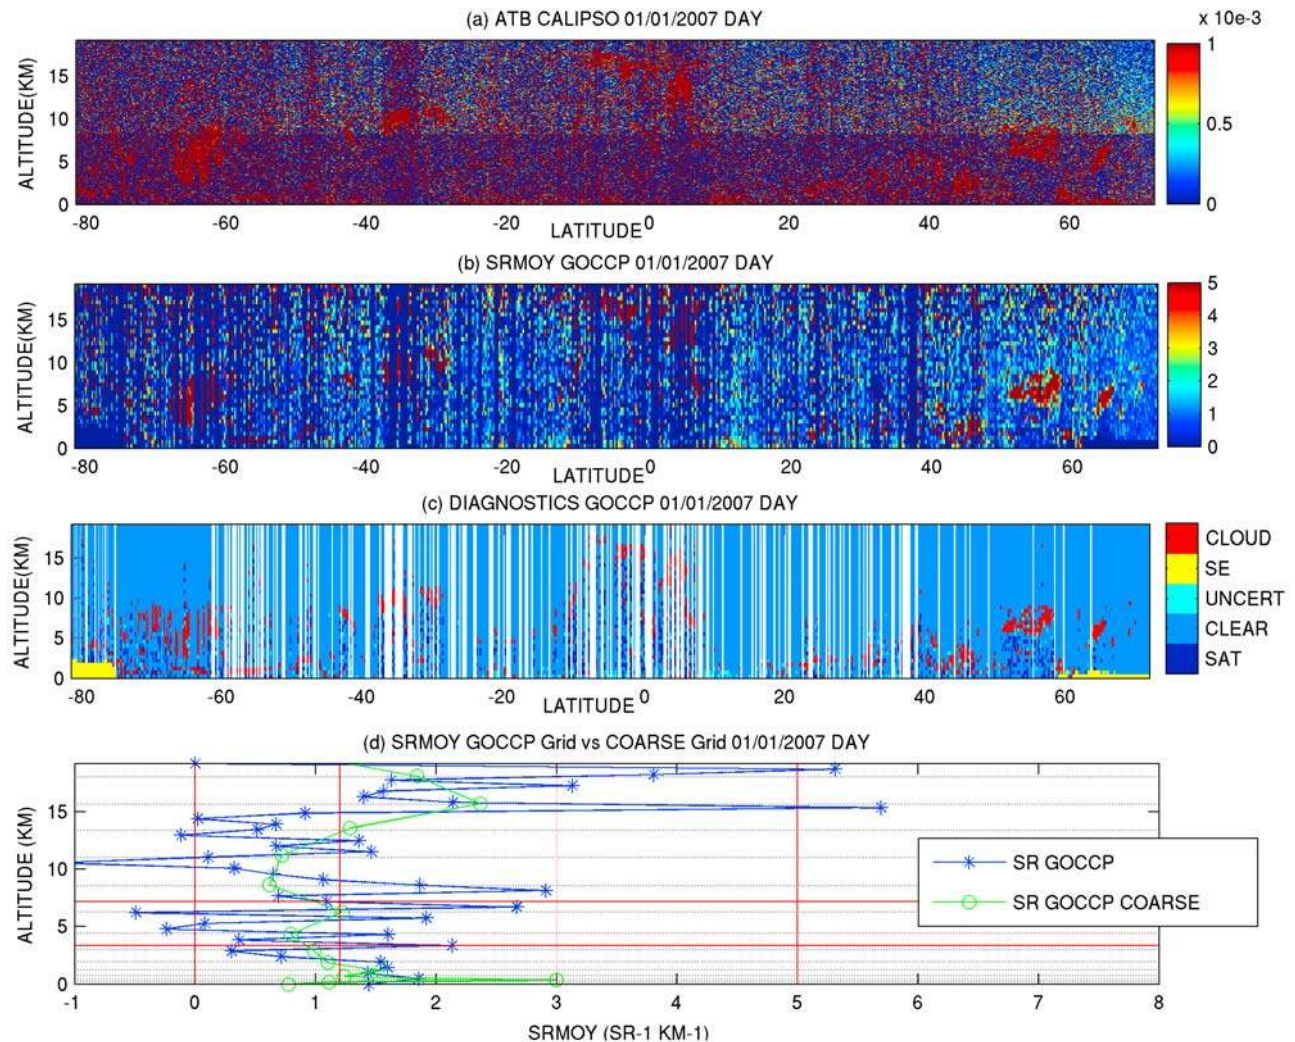 (a) ATB CALIPSO 01/01/2007 DAY
x 10e-3
ALTITUDE(KM)
15
10
5
0
-80 -60 -40 -20 0 20 40 60
LATITUDE
1
0.5
0
(b) SRMOY GOCCP 01/01/2007 DAY
ALTITUDE(KM)
15
10
5
0
-80 -60 -40 -20 0 20 40 60
LATITUDE
5
4
3
2
1
0
(c) DIAGNOSTICS GOCCP 01/01/2007 DAY
ALTITUDE(KM)
15
10
5
0
-80 -60 -40 -20 0 20 40 60
LATITUDE
CLOUD
SE
UNCERT
CLEAR
SAT
(d) SRMOY GOCCP Grid vs COARSE Grid 01/01/2007 DAY
ALTITUDE (KM)
15
10
5
0
-1 0 1 2 3 4 5 6 7 8
SRMOY (SR-1 KM-1)
SR GOCCP
SR GOCCP COARSE